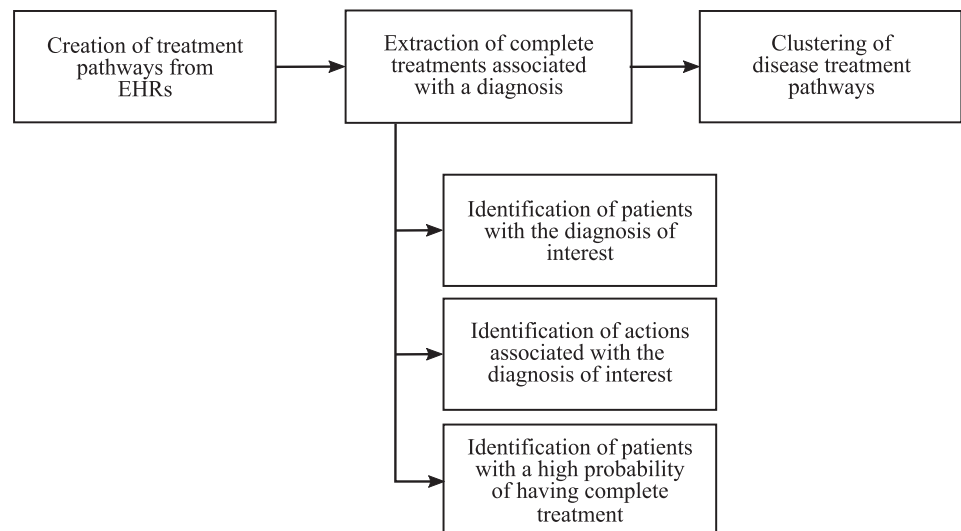 Creation of treatment
pathways from
EHRs
Extraction of complete
treatments associated
with a diagnosis
Clustering of
disease treatment
pathways
Identification of patients
with the diagnosis of
interest
Identification of actions
associated with the
diagnosis of interest
Identification of patients
with a high probability
of having complete
treatment